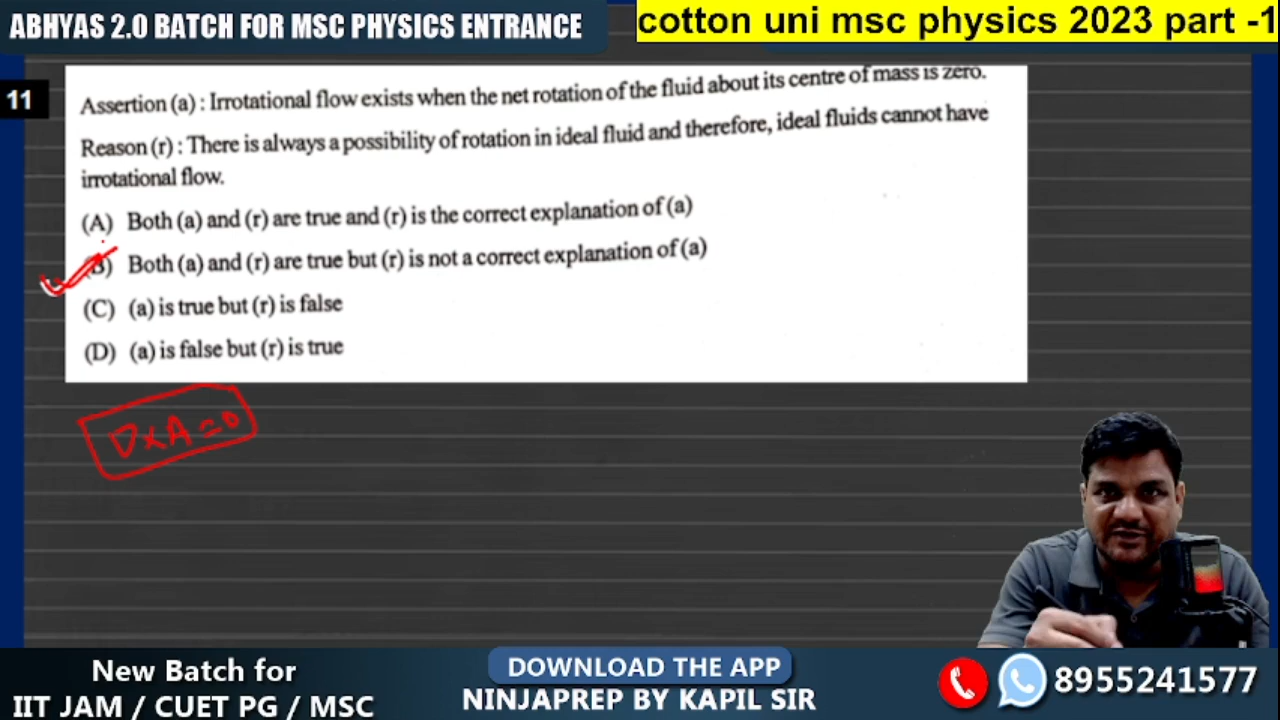 ABHYAS 2.0 BATCH FOR MSC PHYSICS ENTRANCE
cotton uni msc physics 2023 part -1
11
Assertion (a) : Irrotational flow exists when the net rotation of the fluid about its centre of mass is zero.
Reason (r) : There is always a possibility of rotation in ideal fluid and therefore, ideal fluids cannot have
irrotational flow.
(A) Both (a) and (r) are true and (r) is the correct explanation of (a)
(B) Both (a) and (r) are true but (r) is not a correct explanation of (a)
(C) (a) is true but (r) is false
(D) (a) is false but (r) is true
∇×A=0
New Batch for
IIT JAM / CUET PG / MSC
DOWNLOAD THE APP
NINJAPREP BY KAPIL SIR
8955241577